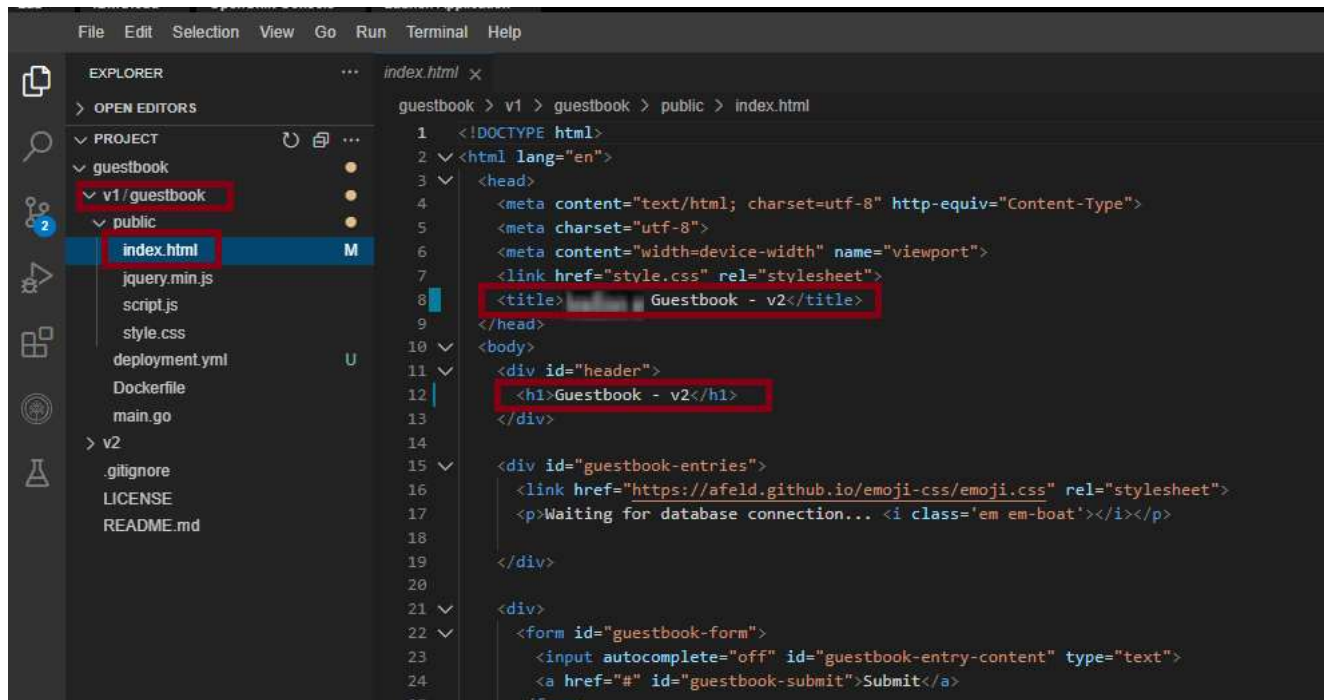 File Edit Selection View Go Run Terminal Help
EXPLORER ...
OPEN EDITORS
PROJECT ...
guestbook
v1/guestbook
public
index.html M
jquery.min.js
script.js
style.css
deployment.yml U
Dockerfile
main.go
v2
.gitignore
LICENSE
README.md
2
index.html ×
guestbook > v1 > guestbook > public > index.html
1 <!DOCTYPE html>
2 <html lang="en">
3 <head>
4 <meta content="text/html; charset=utf-8" http-equiv="Content-Type">
5 <meta charset="utf-8">
6 <meta content="width=device-width" name="viewport">
7 <link href="style.css" rel="stylesheet">
8 <title> Guestbook - v2</title>
9 </head>
10 <body>
11 <div id="header">
12 <h1>Guestbook - v2</h1>
13 </div>
14
15 <div id="guestbook-entries">
16 <link href="https://afeld.github.io/emoji-css/emoji.css" rel="stylesheet">
17 <p>Waiting for database connection... <i class='em em-boat'></i></p>
18
19 </div>
20
21 <div>
22 <form id="guestbook-form">
23 <input autocomplete="off" id="guestbook-entry-content" type="text">
24 <a href="#" id="guestbook-submit">Submit</a>